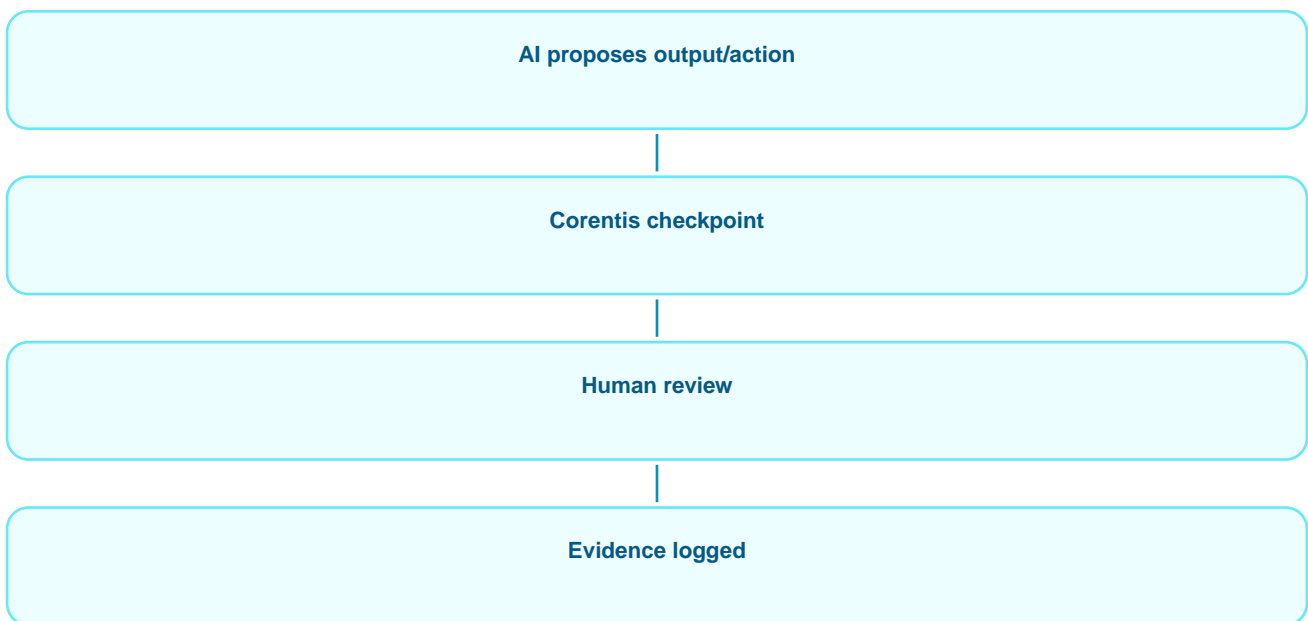 AI proposes output/action
Corentis checkpoint
Human review
Evidence logged